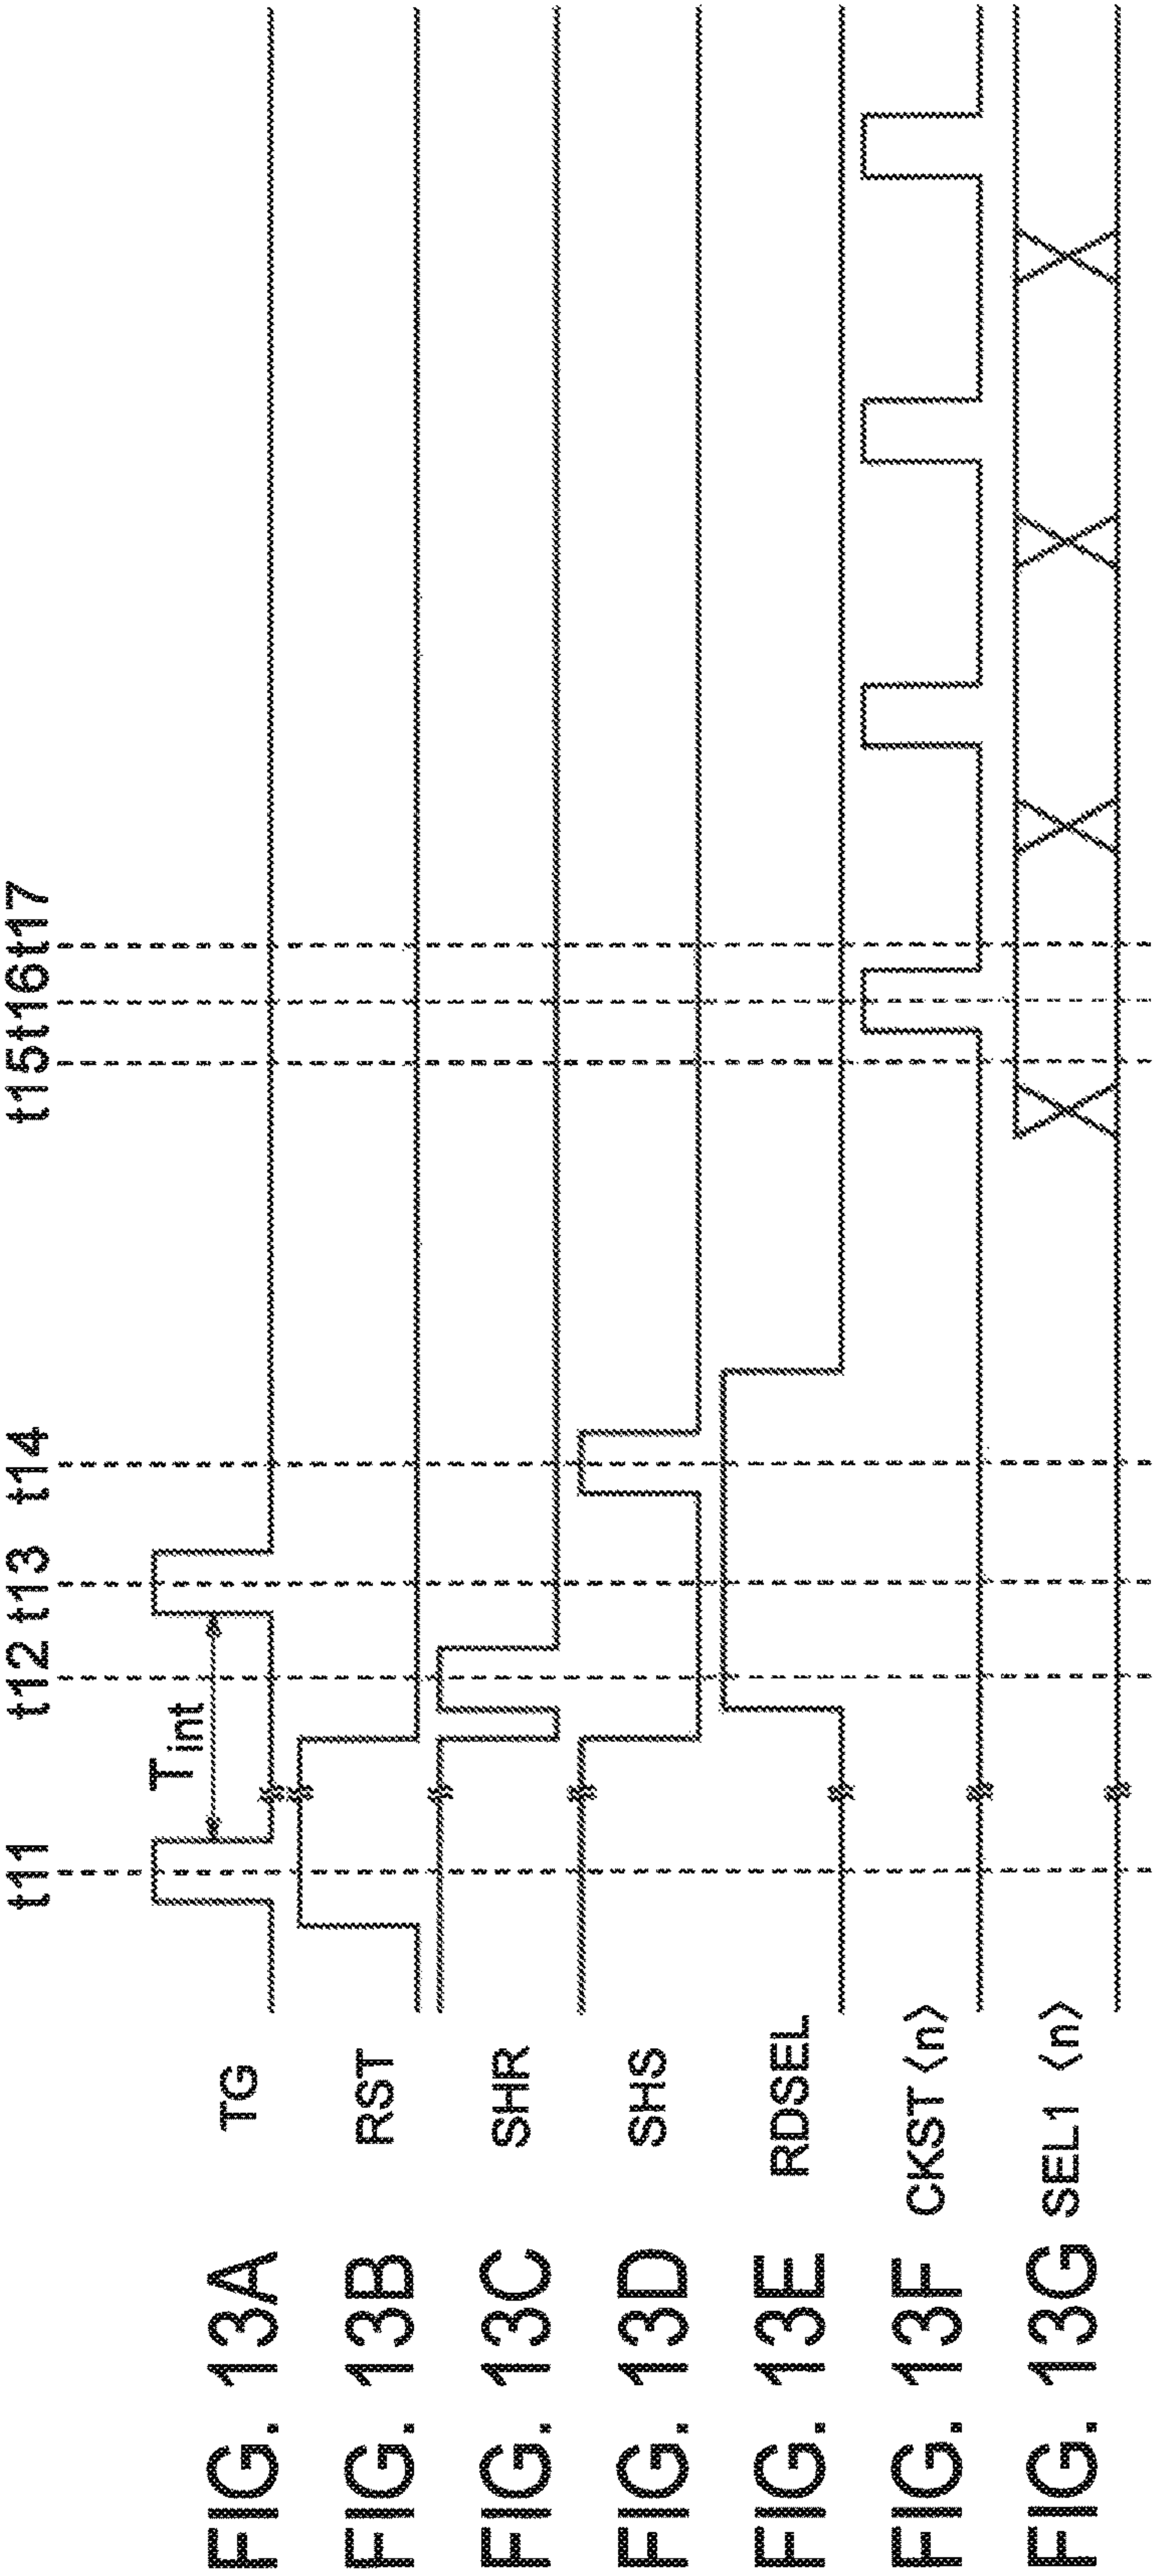 t11 t12 t13 t14 t15 t16 t17
Tint
FIG. 13A TG
FIG. 13B RST
FIG. 13C SHR
FIG. 13D SHS
FIG. 13E RDSEL
FIG. 13F CKST ⟨n⟩
FIG. 13G SEL1 ⟨n⟩